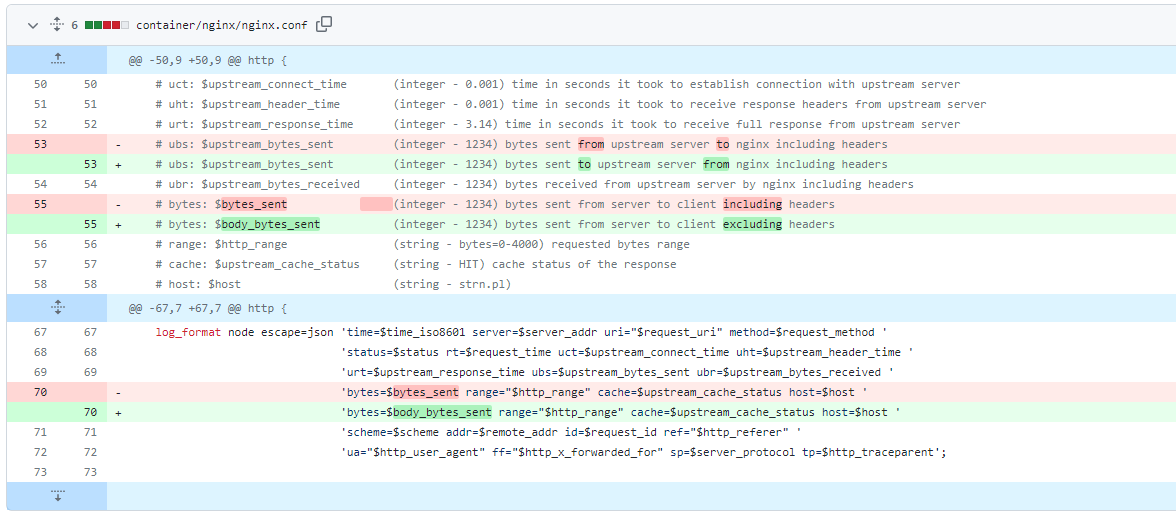 6 container/nginx/nginx.conf
@@ -50,9 +50,9 @@ http {
50 50 # uct: $upstream_connect_time (integer - 0.001) time in seconds it took to establish connection with upstream server
51 51 # uht: $upstream_header_time (integer - 0.001) time in seconds it took to receive response headers from upstream server
52 52 # urt: $upstream_response_time (integer - 3.14) time in seconds it took to receive full response from upstream server
53 - # ubs: $upstream_bytes_sent (integer - 1234) bytes sent from upstream server to nginx including headers
53 + # ubs: $upstream_bytes_sent (integer - 1234) bytes sent to upstream server from nginx including headers
54 54 # ubr: $upstream_bytes_received (integer - 1234) bytes received from upstream server by nginx including headers
55 - # bytes: $bytes_sent (integer - 1234) bytes sent from server to client including headers
55 + # bytes: $body_bytes_sent (integer - 1234) bytes sent from server to client excluding headers
56 56 # range: $http_range (string - bytes=0-4000) requested bytes range
57 57 # cache: $upstream_cache_status (string - HIT) cache status of the response
58 58 # host: $host (string - strn.pl)
@@ -67,7 +67,7 @@ http {
67 67 log_format node escape=json 'time=$time_iso8601 server=$server_addr uri="$request_uri" method=$request_method '
68 68 'status=$status rt=$request_time uct=$upstream_connect_time uht=$upstream_header_time '
69 69 'urt=$upstream_response_time ubs=$upstream_bytes_sent ubr=$upstream_bytes_received '
70 - 'bytes=$bytes_sent range="$http_range" cache=$upstream_cache_status host=$host '
70 + 'bytes=$body_bytes_sent range="$http_range" cache=$upstream_cache_status host=$host '
71 71 'scheme=$scheme addr=$remote_addr id=$request_id ref="$http_referer" '
72 72 'ua="$http_user_agent" ff="$http_x_forwarded_for" sp=$server_protocol tp=$http_traceparent';
73 73